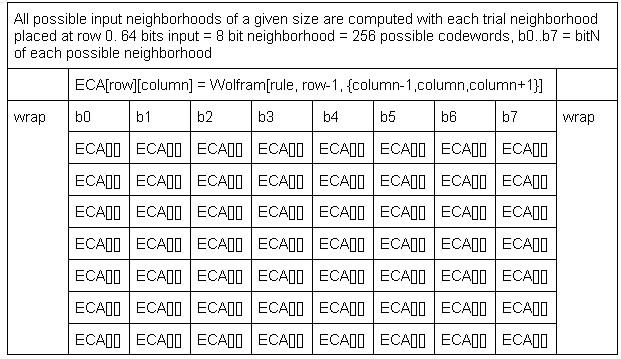 All possible input neighborhoods of a given size are computed with each trial neighborhood
placed at row 0. 64 bits input = 8 bit neighborhood = 256 possible codewords, b0..b7 = bitN
of each possible neighborhood
ECA[row][column] = Wolfram[rule, row-1, {column-1,column,column+1}]
wrap b0 b1 b2 b3 b4 b5 b6 b7 wrap
ECA[][] ECA[][] ECA[][] ECA[][] ECA[][] ECA[][] ECA[][] ECA[][]
ECA[][] ECA[][] ECA[][] ECA[][] ECA[][] ECA[][] ECA[][] ECA[][]
ECA[][] ECA[][] ECA[][] ECA[][] ECA[][] ECA[][] ECA[][] ECA[][]
ECA[][] ECA[][] ECA[][] ECA[][] ECA[][] ECA[][] ECA[][] ECA[][]
ECA[][] ECA[][] ECA[][] ECA[][] ECA[][] ECA[][] ECA[][] ECA[][]
ECA[][] ECA[][] ECA[][] ECA[][] ECA[][] ECA[][] ECA[][] ECA[][]
ECA[][] ECA[][] ECA[][] ECA[][] ECA[][] ECA[][] ECA[][] ECA[][]